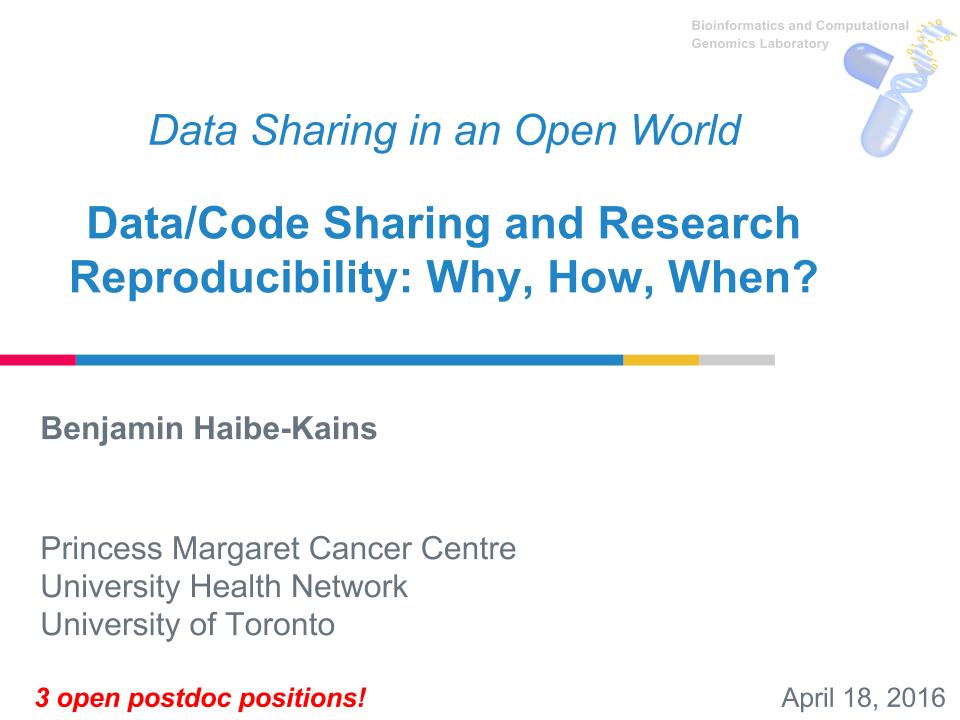 Bioinformatics and Computational
Genomics Laboratory
Data Sharing in an Open World
Data/Code Sharing and Research
Reproducibility: Why, How, When?
Benjamin Haibe-Kains
Princess Margaret Cancer Centre
University Health Network
University of Toronto
3 open postdoc positions!
April 18, 2016